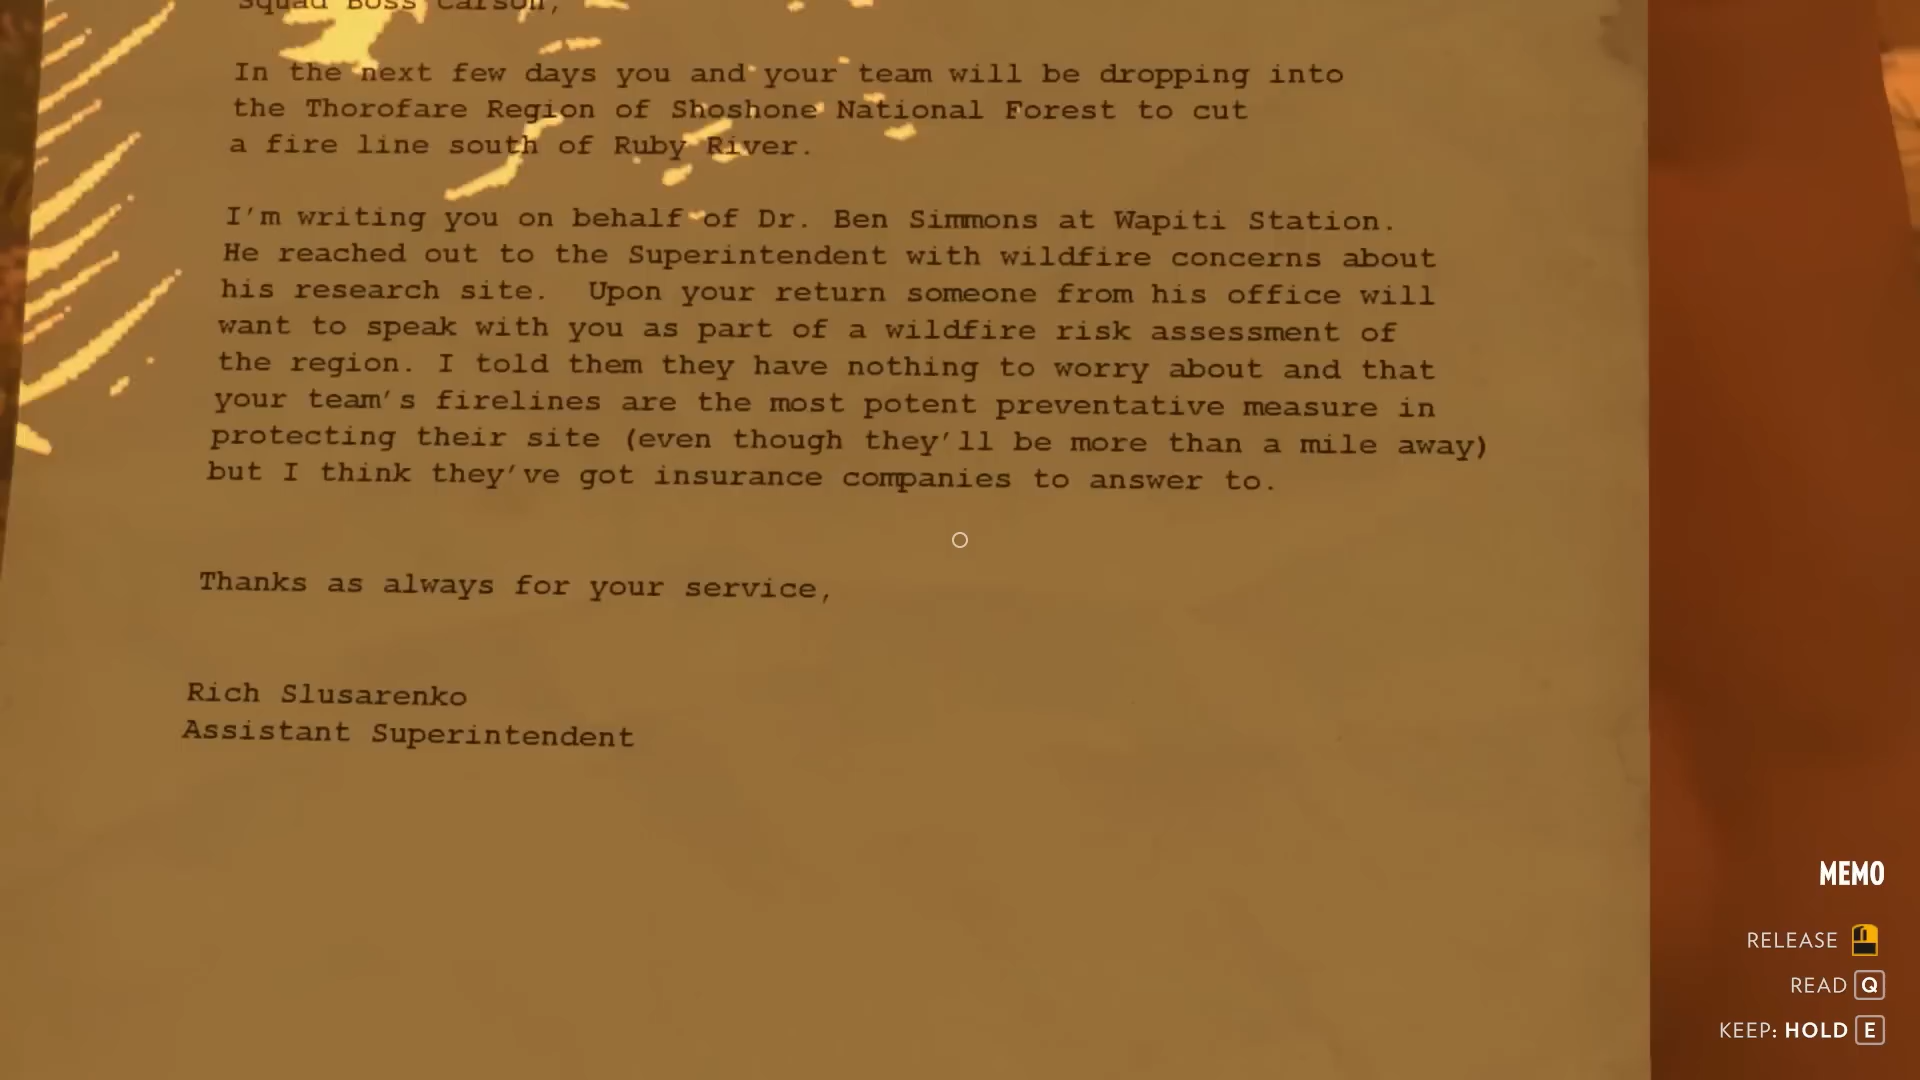 Squad Boss Carson,
In the next few days you and your team will be dropping into
the Thorofare Region of Shoshone National Forest to cut
a fire line south of Ruby River.
I'm writing you on behalf of Dr. Ben Simmons at Wapiti Station.
He reached out to the Superintendent with wildfire concerns about
his research site.  Upon your return someone from his office will
want to speak with you as part of a wildfire risk assessment of
the region. I told them they have nothing to worry about and that
your team's firelines are the most potent preventative measure in
protecting their site (even though they'll be more than a mile away)
but I think they've got insurance companies to answer to.
Thanks as always for your service,
Rich Slusarenko
Assistant Superintendent
MEMO
RELEASE
READ Q
KEEP: HOLD E